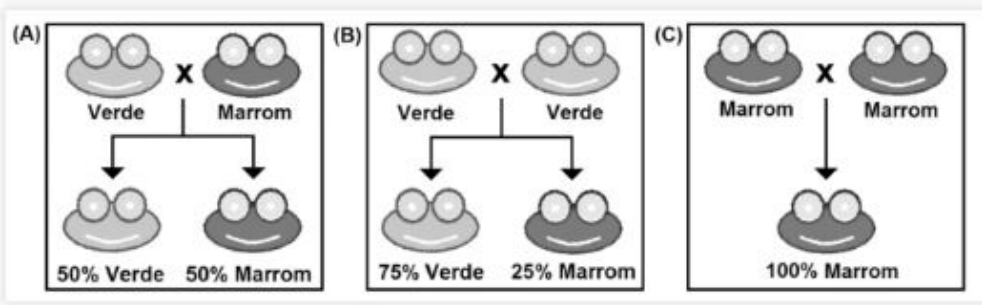 (A)
Verde X Marrom
50% Verde 50% Marrom
(B)
Verde X Verde
75% Verde 25% Marrom
(C)
Marrom X Marrom
100% Marrom